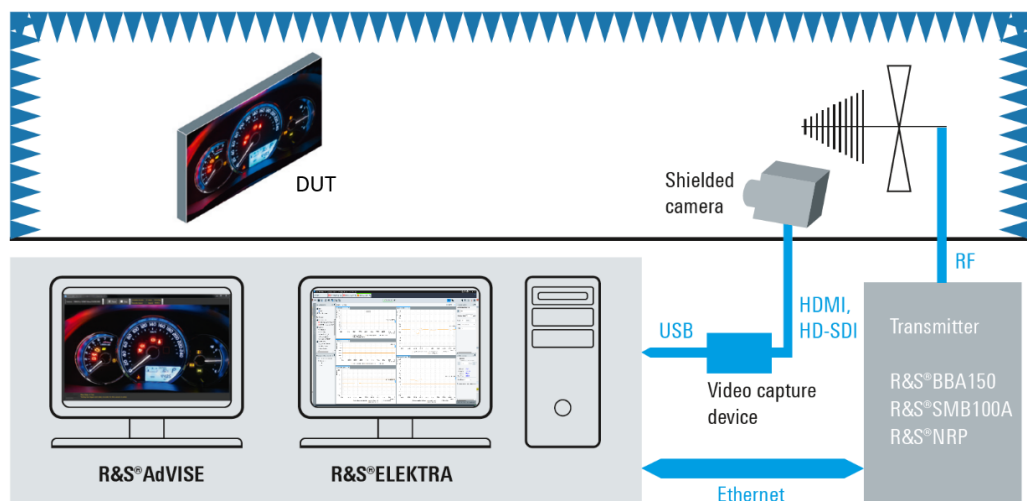 DUT
Shielded
camera
RF
HDMI,
HD-SDI
USB
Video capture
device
Transmitter
R&S®BBA150
R&S®SMB100A
R&S®NRP
R&S®AdVISE
R&S®ELEKTRA
Ethernet